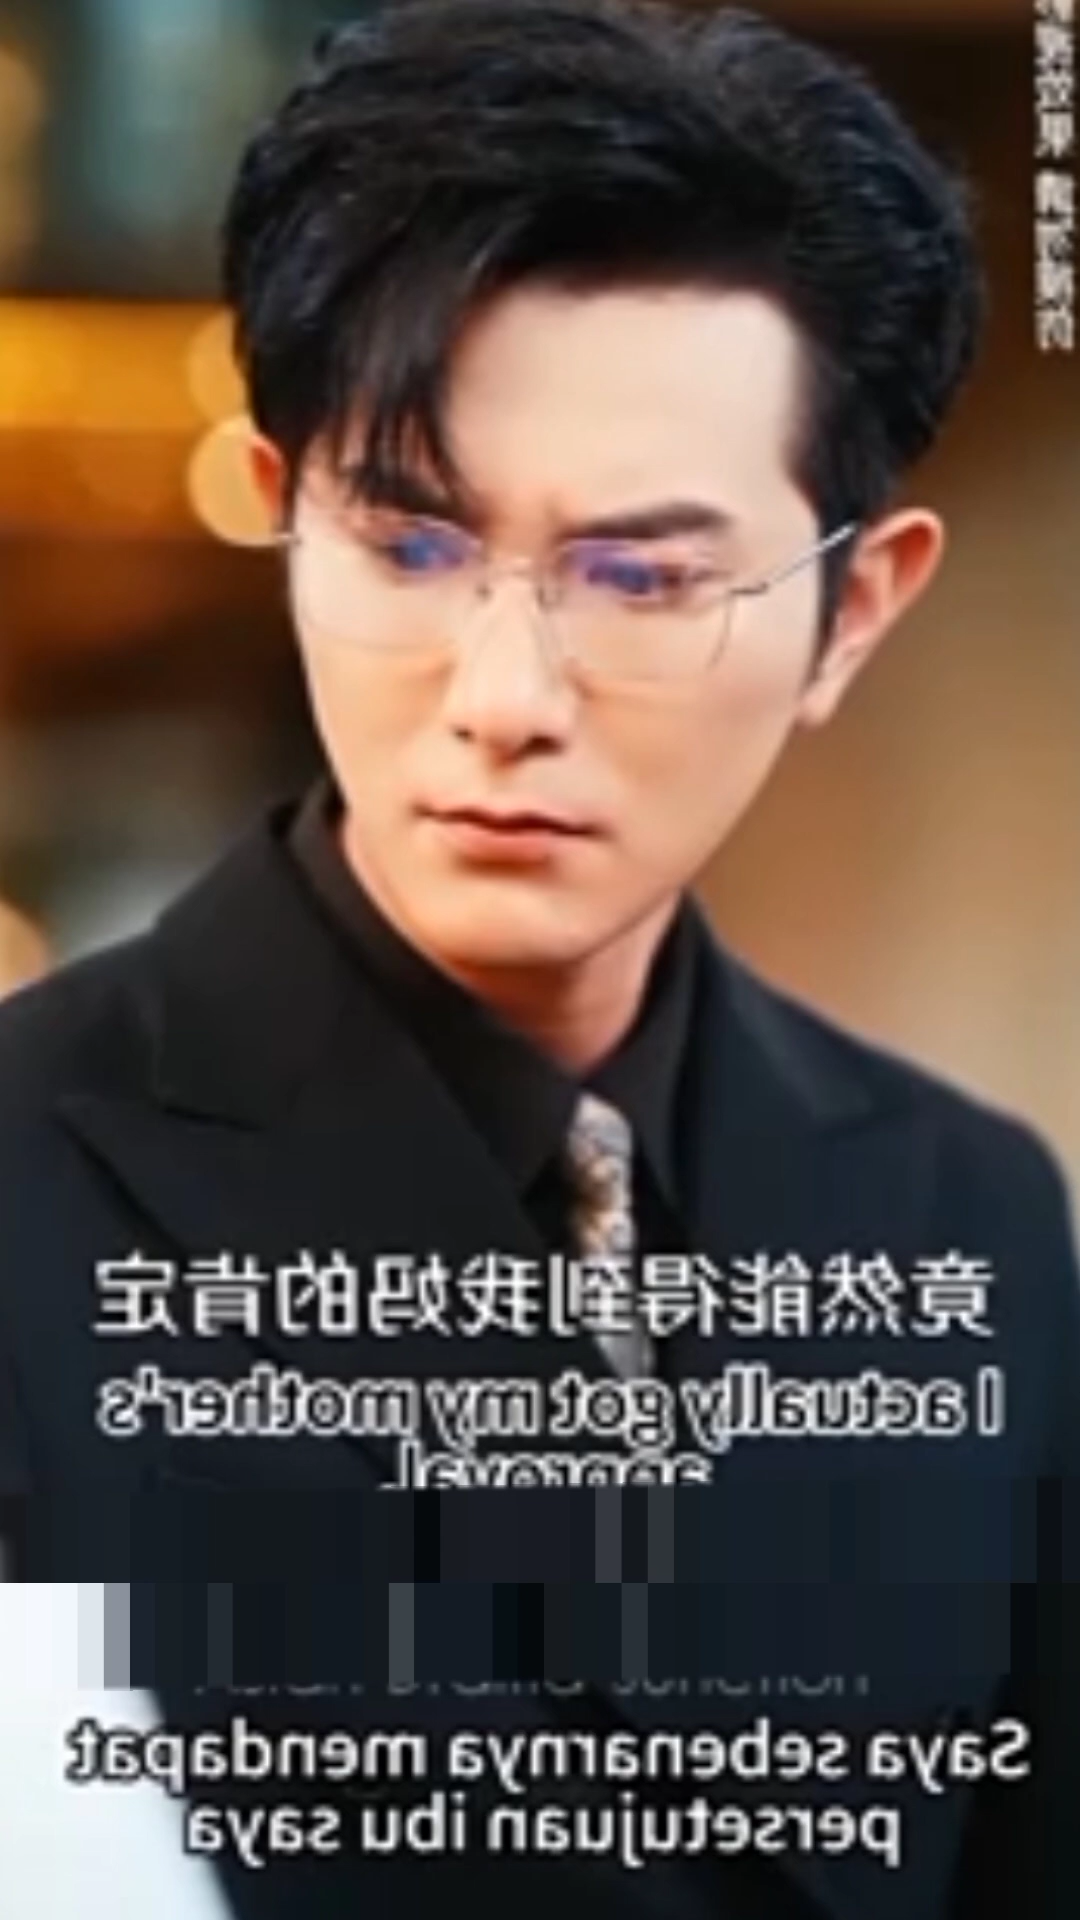 竟然能得到我妈的肯定
I actually got my mother's
approval.
Saya sebenarnya mendapat
persetujuan ibu saya